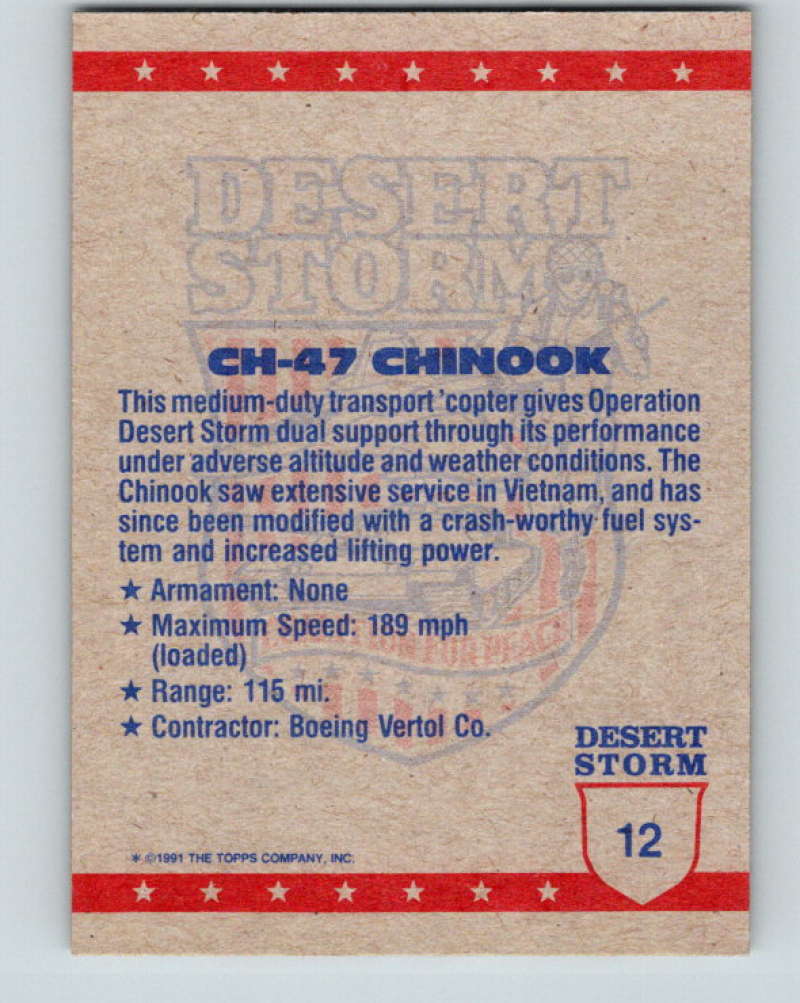 DESERT
STORM
CH-47 CHINOOK
This medium-duty transport 'copter gives Operation
Desert Storm dual support through its performance
under adverse altitude and weather conditions. The
Chinook saw extensive service in Vietnam, and has
since been modified with a crash-worthy fuel sys-
tem and increased lifting power.
★ Armament: None
★ Maximum Speed: 189 mph
(loaded)
★ Range: 115 mi.
★ Contractor: Boeing Vertol Co.
FOR PEACE
DESERT
STORM
12
* ©1991 THE TOPPS COMPANY, INC.